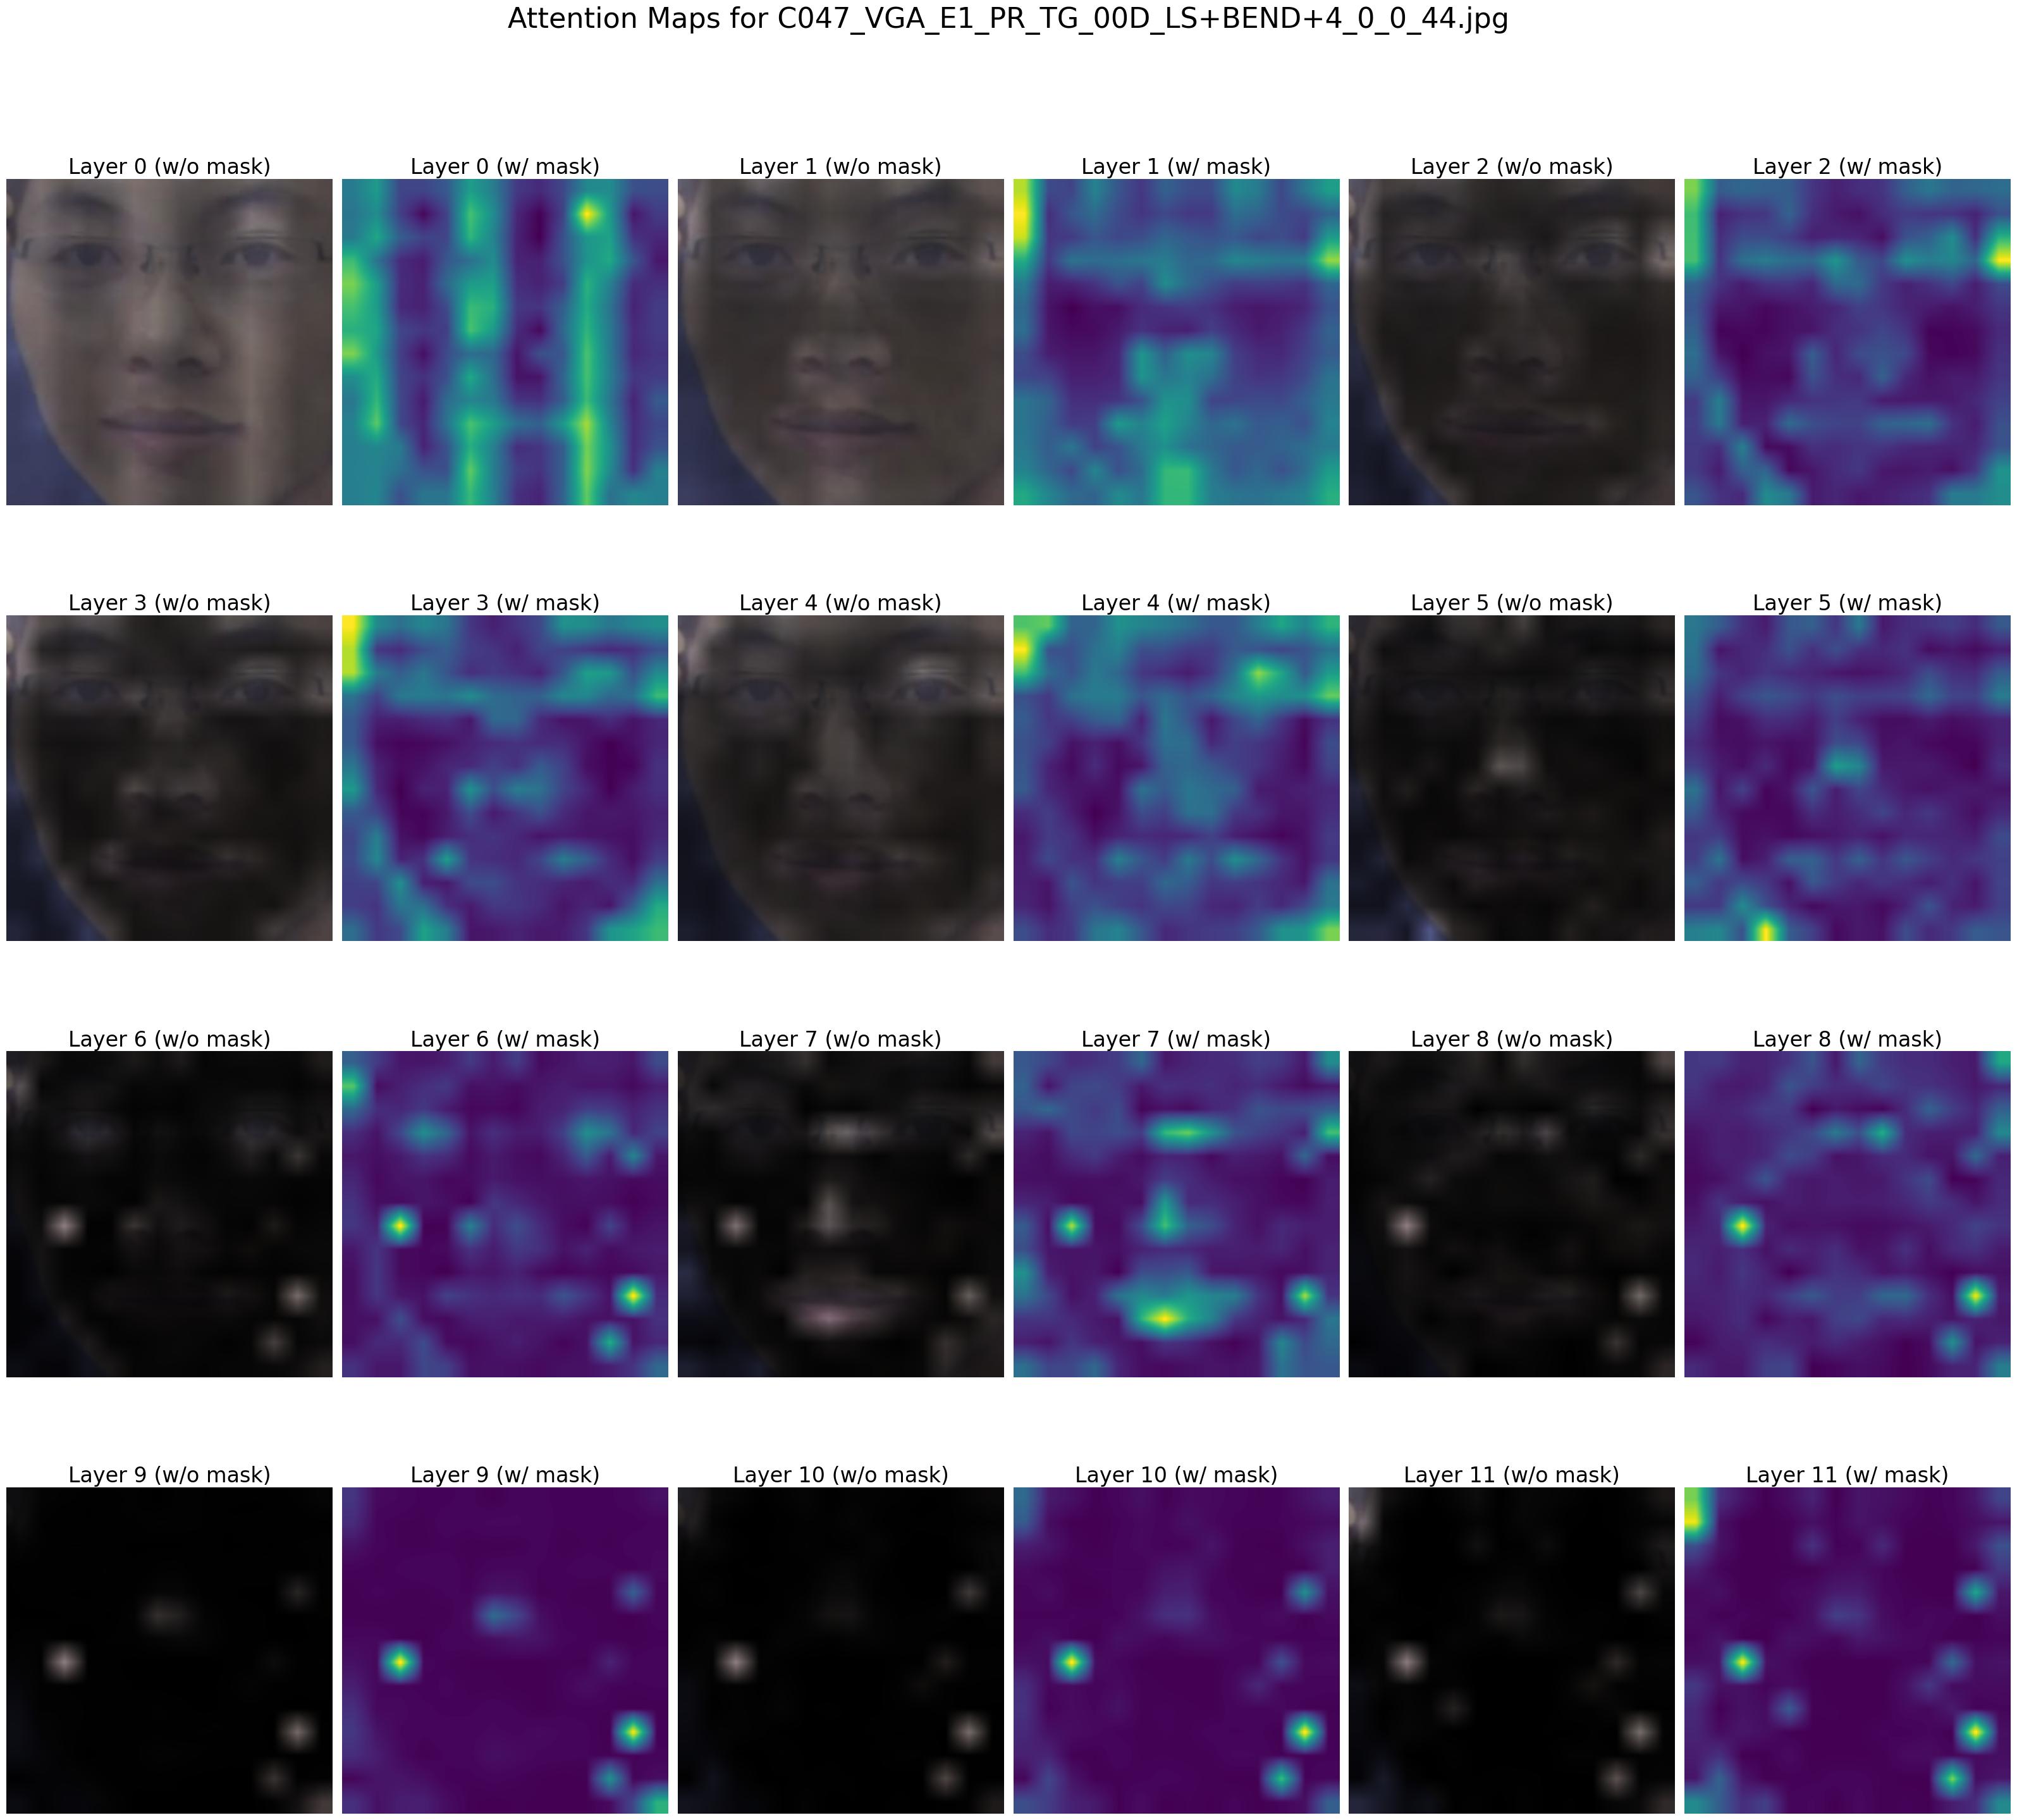 Attention Maps for C047_VGA_E1_PR_TG_00D_LS+BEND+4_0_0_44.jpg
Layer 0 (w/o mask)
Layer 0 (w/ mask)
Layer 1 (w/o mask)
Layer 1 (w/ mask)
Layer 2 (w/o mask)
Layer 2 (w/ mask)
Layer 3 (w/o mask)
Layer 3 (w/ mask)
Layer 4 (w/o mask)
Layer 4 (w/ mask)
Layer 5 (w/o mask)
Layer 5 (w/ mask)
Layer 6 (w/o mask)
Layer 6 (w/ mask)
Layer 7 (w/o mask)
Layer 7 (w/ mask)
Layer 8 (w/o mask)
Layer 8 (w/ mask)
Layer 9 (w/o mask)
Layer 9 (w/ mask)
Layer 10 (w/o mask)
Layer 10 (w/ mask)
Layer 11 (w/o mask)
Layer 11 (w/ mask)